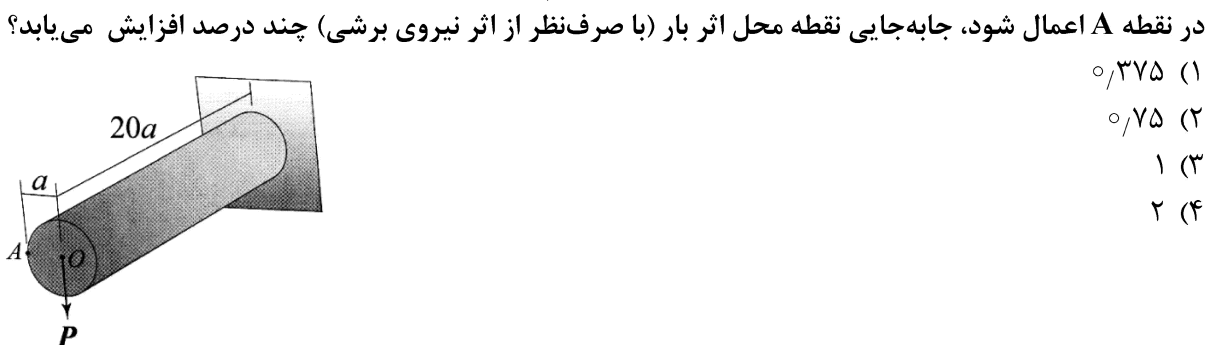 در نقطه A اعمال شود، جابه‌جایی نقطه محل اثر بار (با صرف‌نظر از اثر نیروی برشی) چند درصد افزایش می‌یابد؟
۱) ۰/۳۷۵
۲) ۰/۷۵
۳) ۱
۴) ۲
20a
a
A
O
P